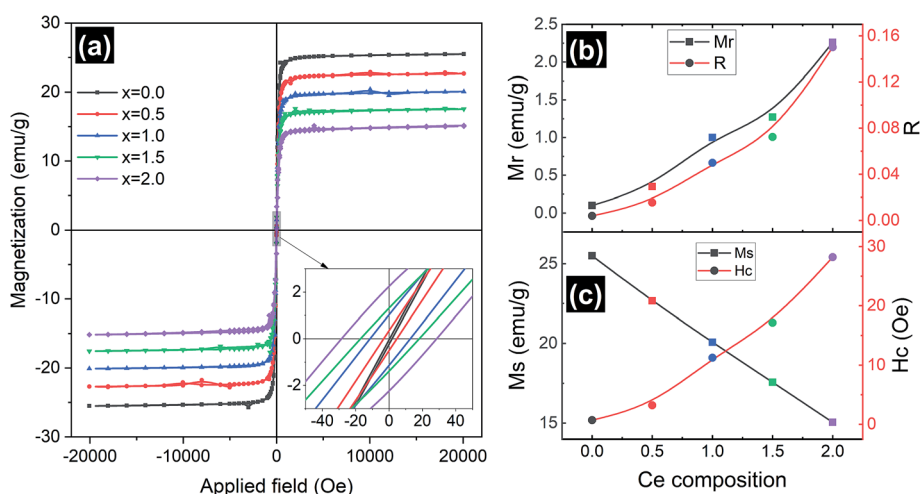 (a)
30
20
10
0
-10
-20
-30
Magnetization (emu/g)
x=0.0
x=0.5
x=1.0
x=1.5
x=2.0
2
0
-2
-40 -20 0 20 40
-20000 -10000 0 10000 20000
Applied field (Oe)
(b)
Mr
R
2.5
2.0
1.5
1.0
0.5
0.0
Mr (emu/g)
0.16
0.12
0.08
0.04
0.00
R
(c)
Ms
Hc
25
20
15
Ms (emu/g)
30
20
10
0
Hc (Oe)
0.0 0.5 1.0 1.5 2.0
Ce composition